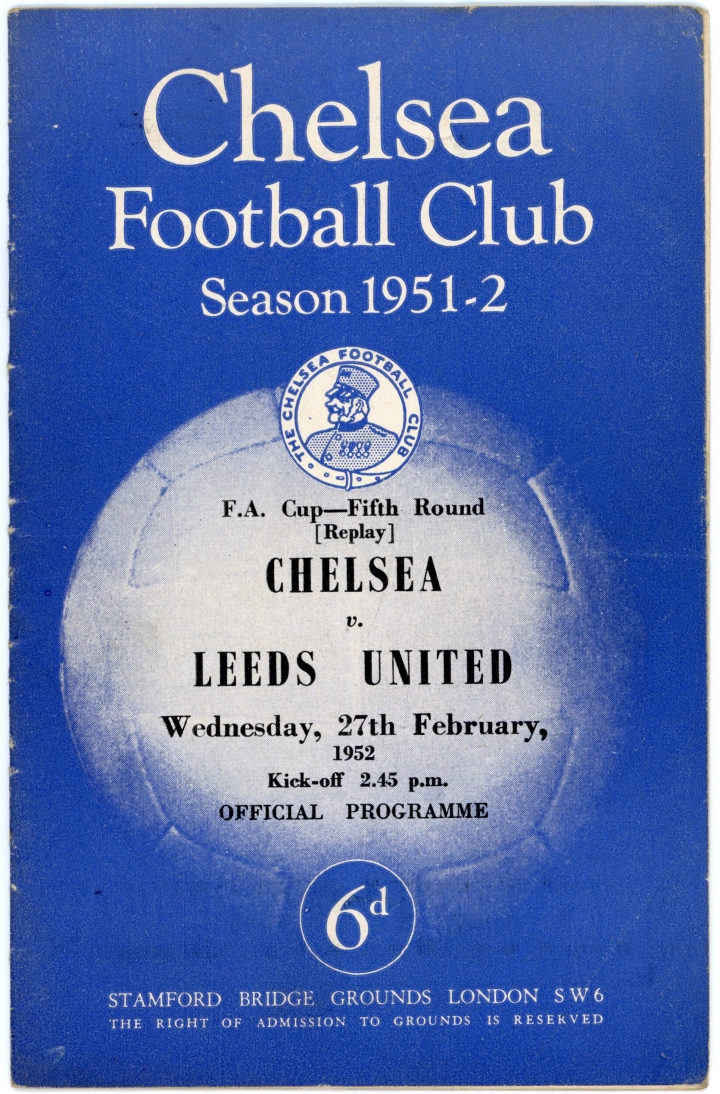 Chelsea
Football Club
Season 1951-2
THE CHELSEA FOOTBALL CLUB
F.A. Cup—Fifth Round
[Replay]
CHELSEA
v.
LEEDS UNITED
Wednesday, 27th February,
1952
Kick-off 2.45 p.m.
OFFICIAL PROGRAMME
6d
STAMFORD BRIDGE GROUNDS LONDON SW6
THE RIGHT OF ADMISSION TO GROUNDS IS RESERVED